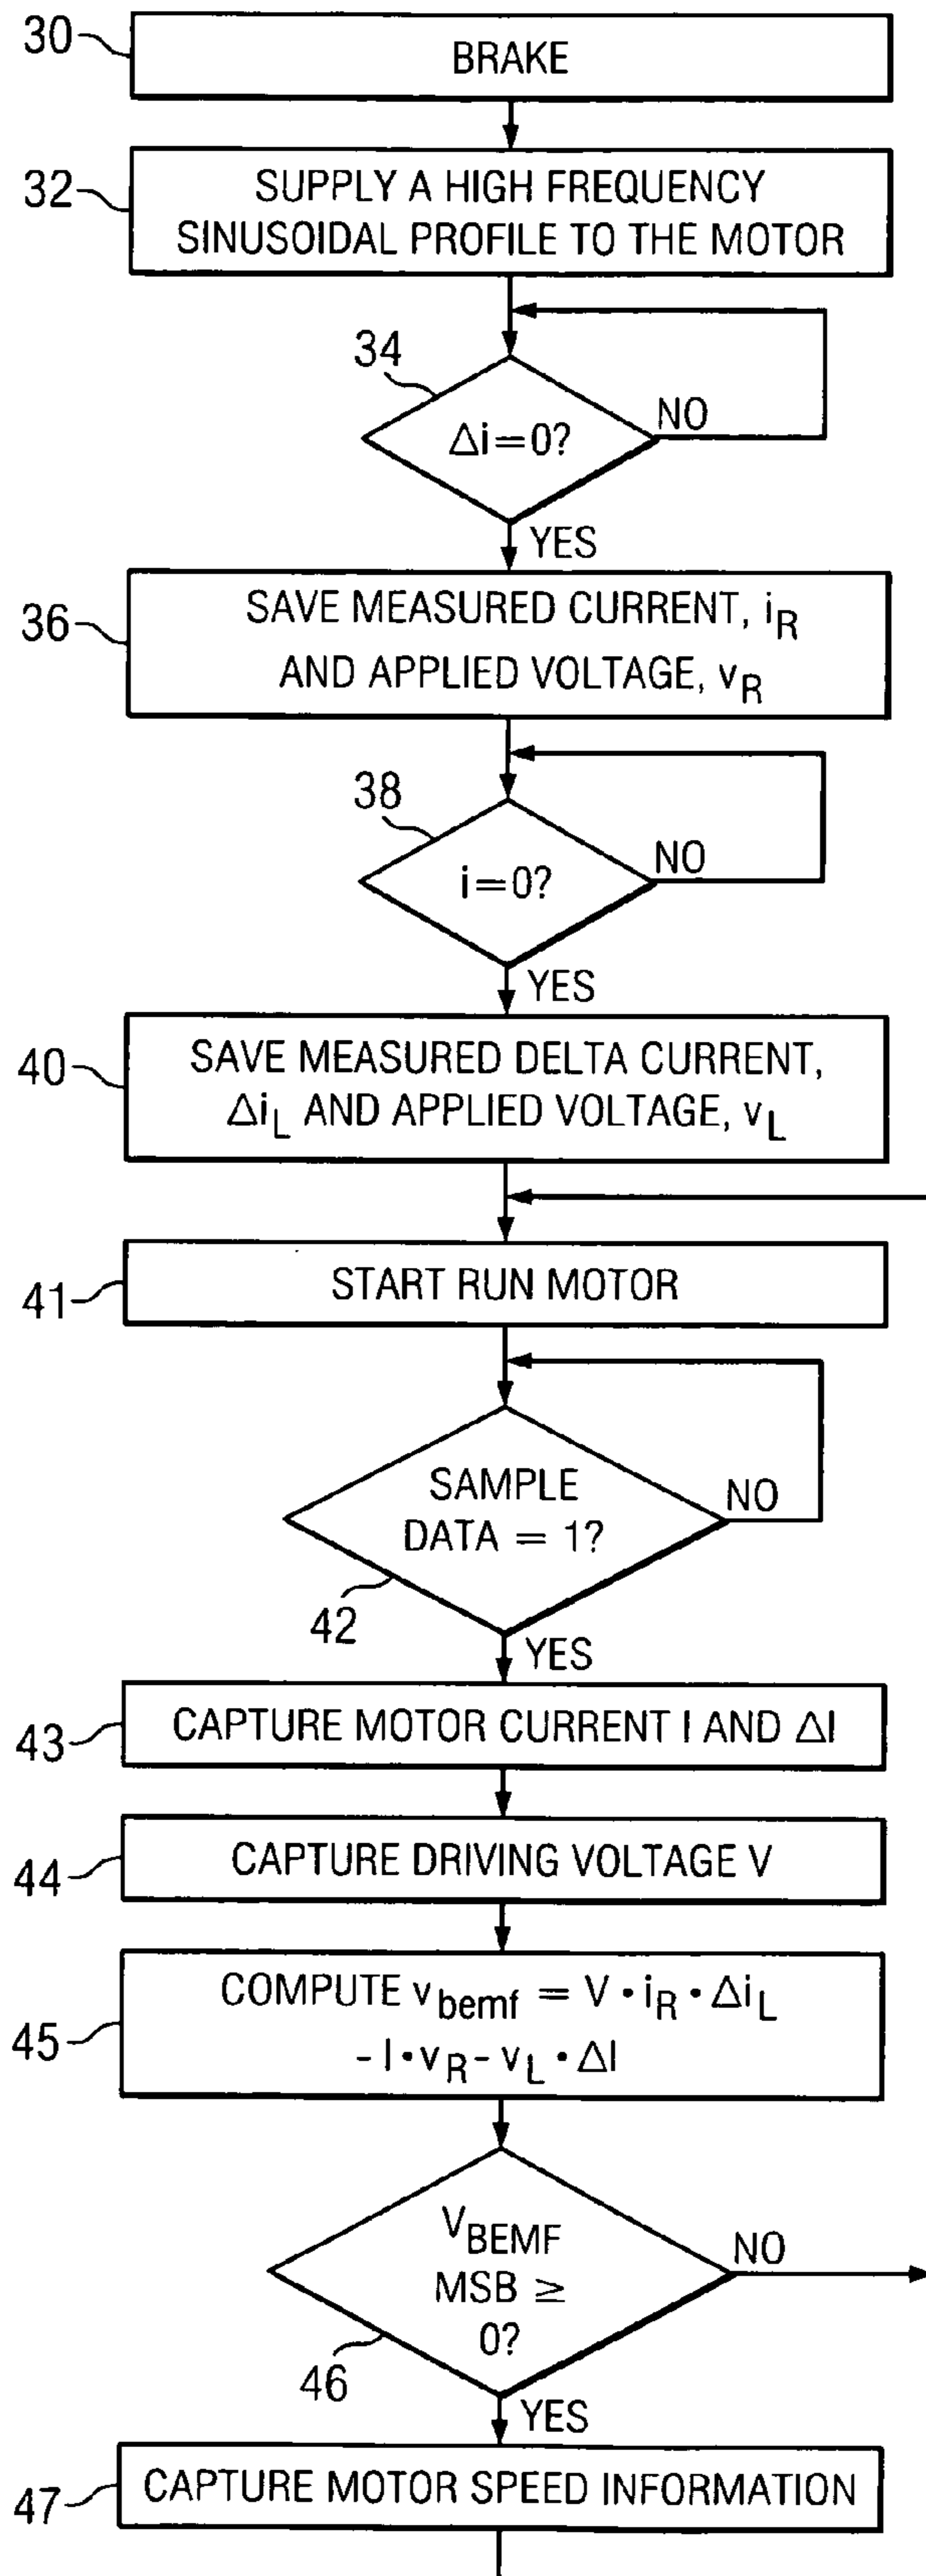 30
BRAKE
32
SUPPLY A HIGH FREQUENCY
SINUSOIDAL PROFILE TO THE MOTOR
34
Δi=0?
NO
YES
36
SAVE MEASURED CURRENT, iR
AND APPLIED VOLTAGE, vR
38
i=0?
NO
YES
40
SAVE MEASURED DELTA CURRENT,
ΔiL AND APPLIED VOLTAGE, vL
41
START RUN MOTOR
SAMPLE
DATA = 1?
NO
42
YES
43
CAPTURE MOTOR CURRENT I AND ΔI
44
CAPTURE DRIVING VOLTAGE V
45
COMPUTE vbemf = V • iR • ΔiL
- I • vR - vL • ΔI
VBEMF
MSB ≥
0?
NO
46
YES
47
CAPTURE MOTOR SPEED INFORMATION